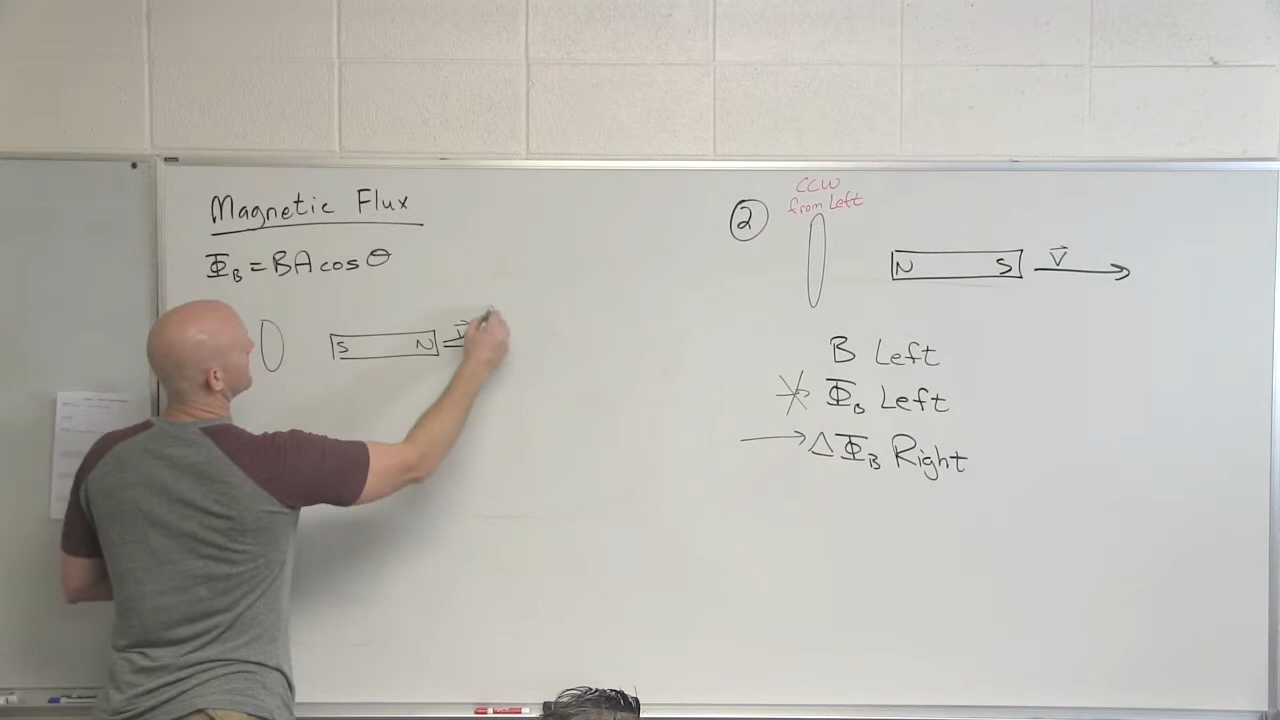 Magnetic Flux
Φ_B = BA cos θ
S N V⃗
②
CCW
from Left
N S V⃗
B Left
Φ_B Left
→ ΔΦ_B Right